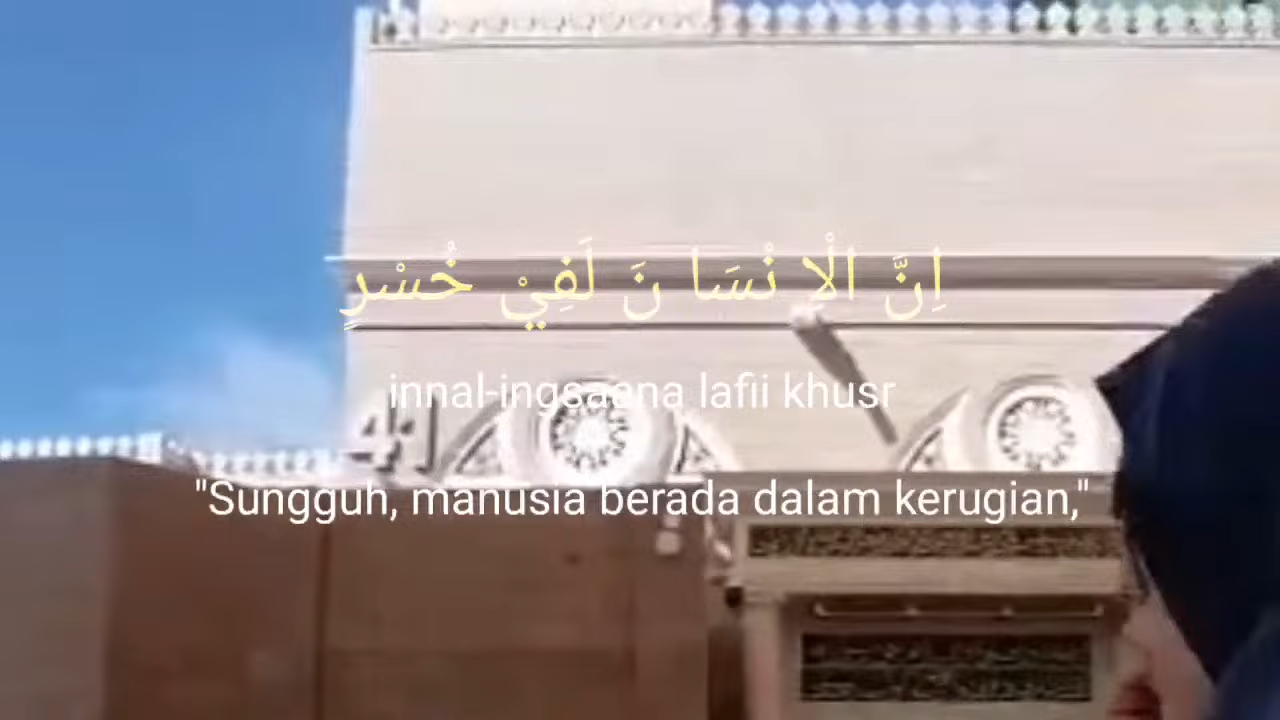 اِنَّ الْاِ نْسَا نَ لَفِيْ خُسْرٍ
innal-ingsaana lafii khusr
"Sungguh, manusia berada dalam kerugian,"